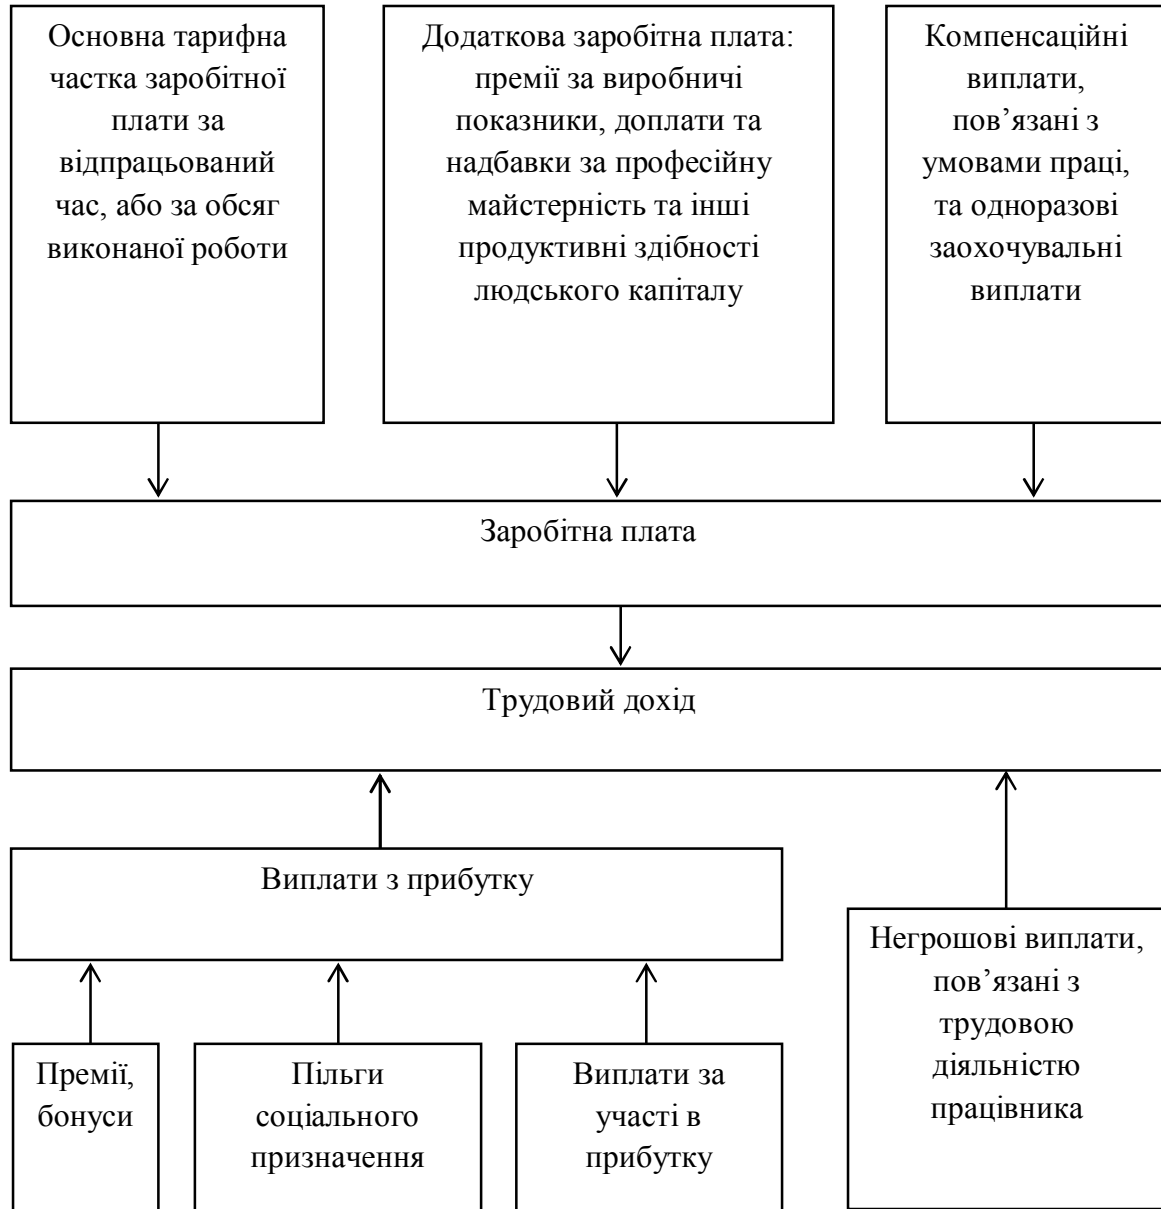 Основна тарифна
частка заробітної
плати за
відпрацьований
час, або за обсяг
виконаної роботи
Додаткова заробітна плата:
премії за виробничі
показники, доплати та
надбавки за професійну
майстерність та інші
продуктивні здібності
людського капіталу
Компенсаційні
виплати,
пов’язані з
умовами праці,
та одноразові
заохочувальні
виплати
Заробітна плата
Трудовий дохід
Виплати з прибутку
Негрошові виплати,
пов’язані з
трудовою
діяльністю
працівника
Премії,
бонуси
Пільги
соціального
призначення
Виплати за
участі в
прибутку